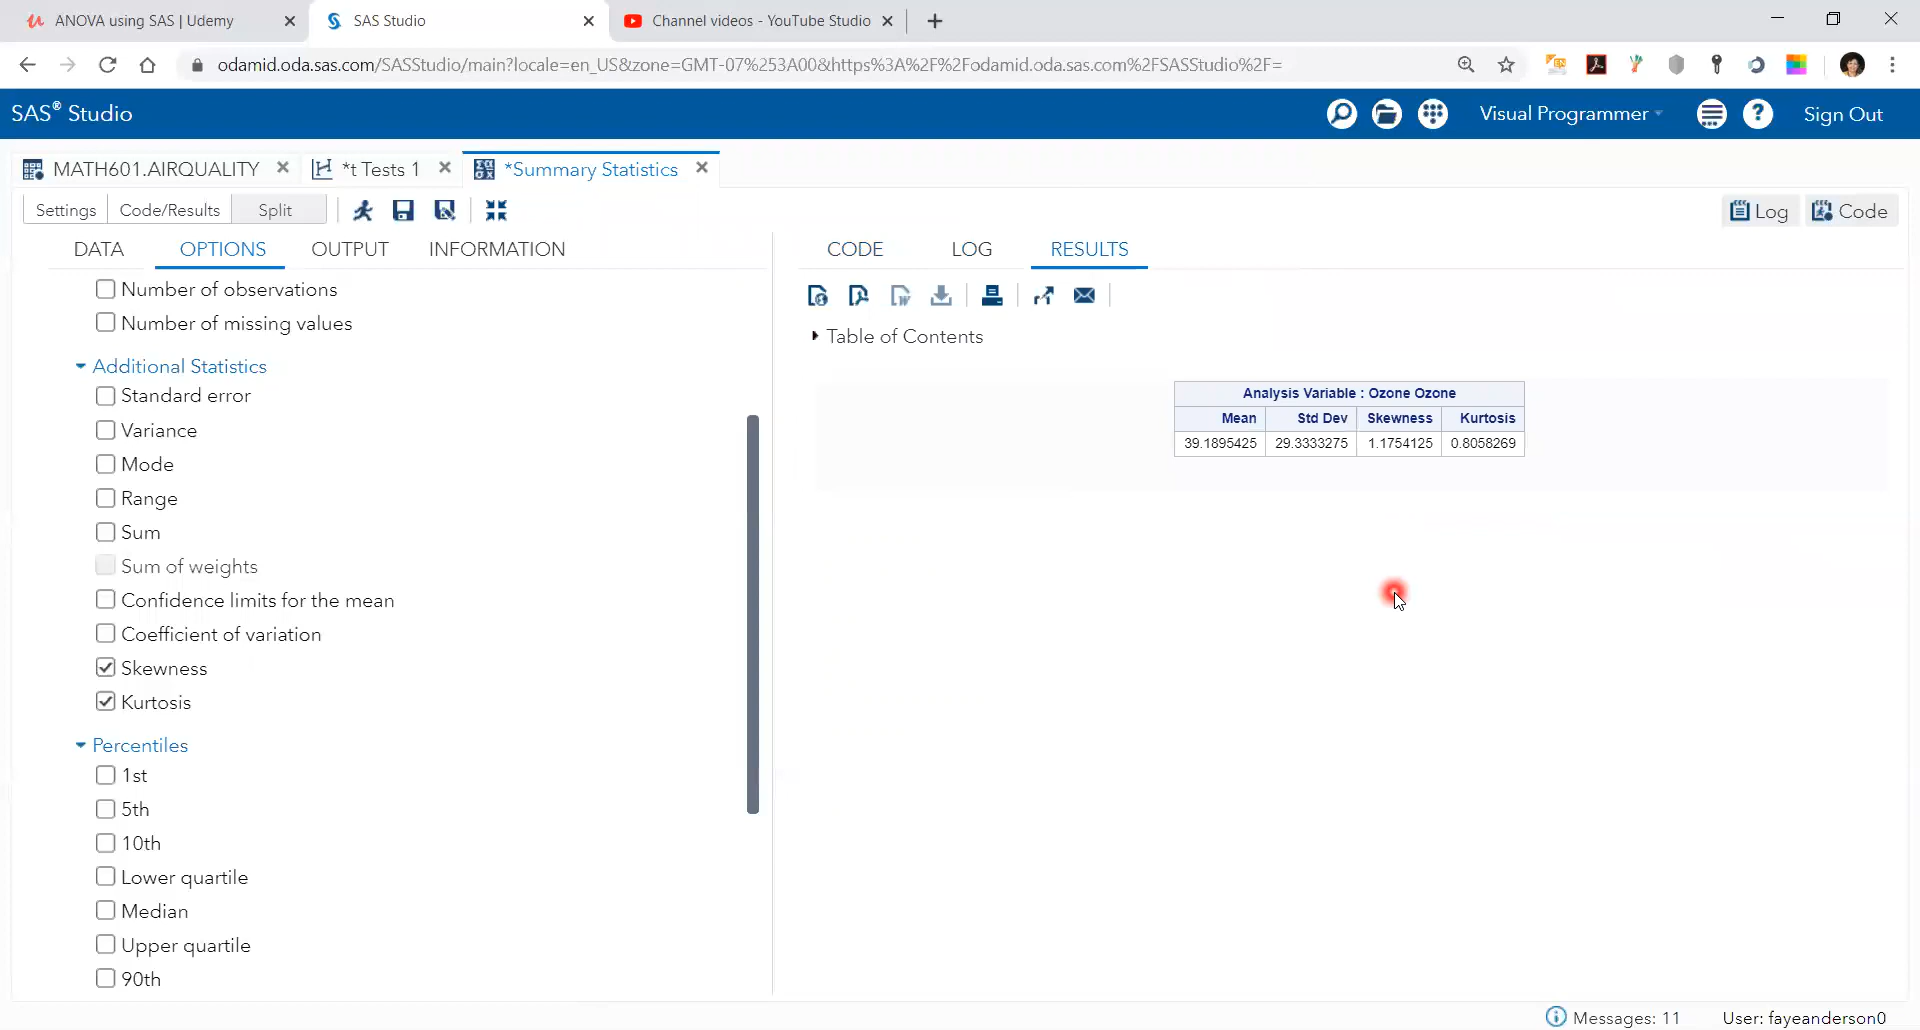 ANOVA using SAS | Udemy
SAS Studio
Channel videos - YouTube Studio
odamid.oda.sas.com/SASStudio/main?locale=en_US&zone=GMT-07%253A00&https%3A%2F%2Fodamid.oda.sas.com%2FSASStudio%2F=
SAS® Studio
Visual Programmer
Sign Out
MATH601.AIRQUALITY
*t Tests 1
*Summary Statistics
Settings
Code/Results
Split
Log
Code
DATA
OPTIONS
OUTPUT
INFORMATION
Number of observations
Number of missing values
Additional Statistics
Standard error
Variance
Mode
Range
Sum
Sum of weights
Confidence limits for the mean
Coefficient of variation
Skewness
Kurtosis
Percentiles
1st
5th
10th
Lower quartile
Median
Upper quartile
90th
CODE
LOG
RESULTS
Table of Contents
Analysis Variable : Ozone Ozone
Mean Std Dev Skewness Kurtosis
39.1895425 29.3333275 1.1754125 0.8058269
Messages: 11
User: fayeanderson0